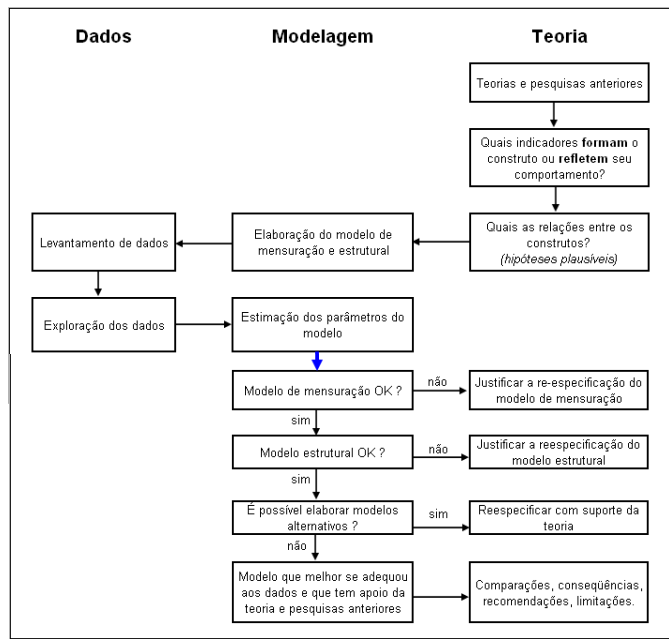 Dados
Modelagem
Teoria
Teorias e pesquisas anteriores
Quais indicadores formam o
construto ou refletem seu
comportamento?
Levantamento de dados
Elaboração do modelo de
mensuração e estrutural
Quais as relações entre os
construtos?
(hipóteses plausíveis)
Exploração dos dados
Estimação dos parâmetros do
modelo
Modelo de mensuração OK ?
não
Justificar a re-especificação do
modelo de mensuração
sim
Modelo estrutural OK ?
não
Justificar a reespecificação do
modelo estrutural
sim
É possível elaborar modelos
alternativos ?
sim
Reespecificar com suporte da
teoria
não
Modelo que melhor se adequou
aos dados e que tem apoio da
teoria e pesquisas anteriores
Comparações, conseqüências,
recomendações, limitações.